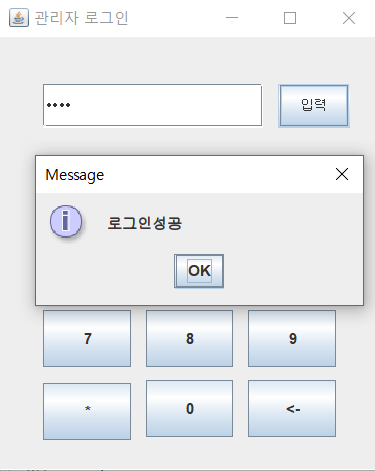 관리자 로그인
••••
입력
Message
로그인성공
OK
7 8 9
* 0 <-